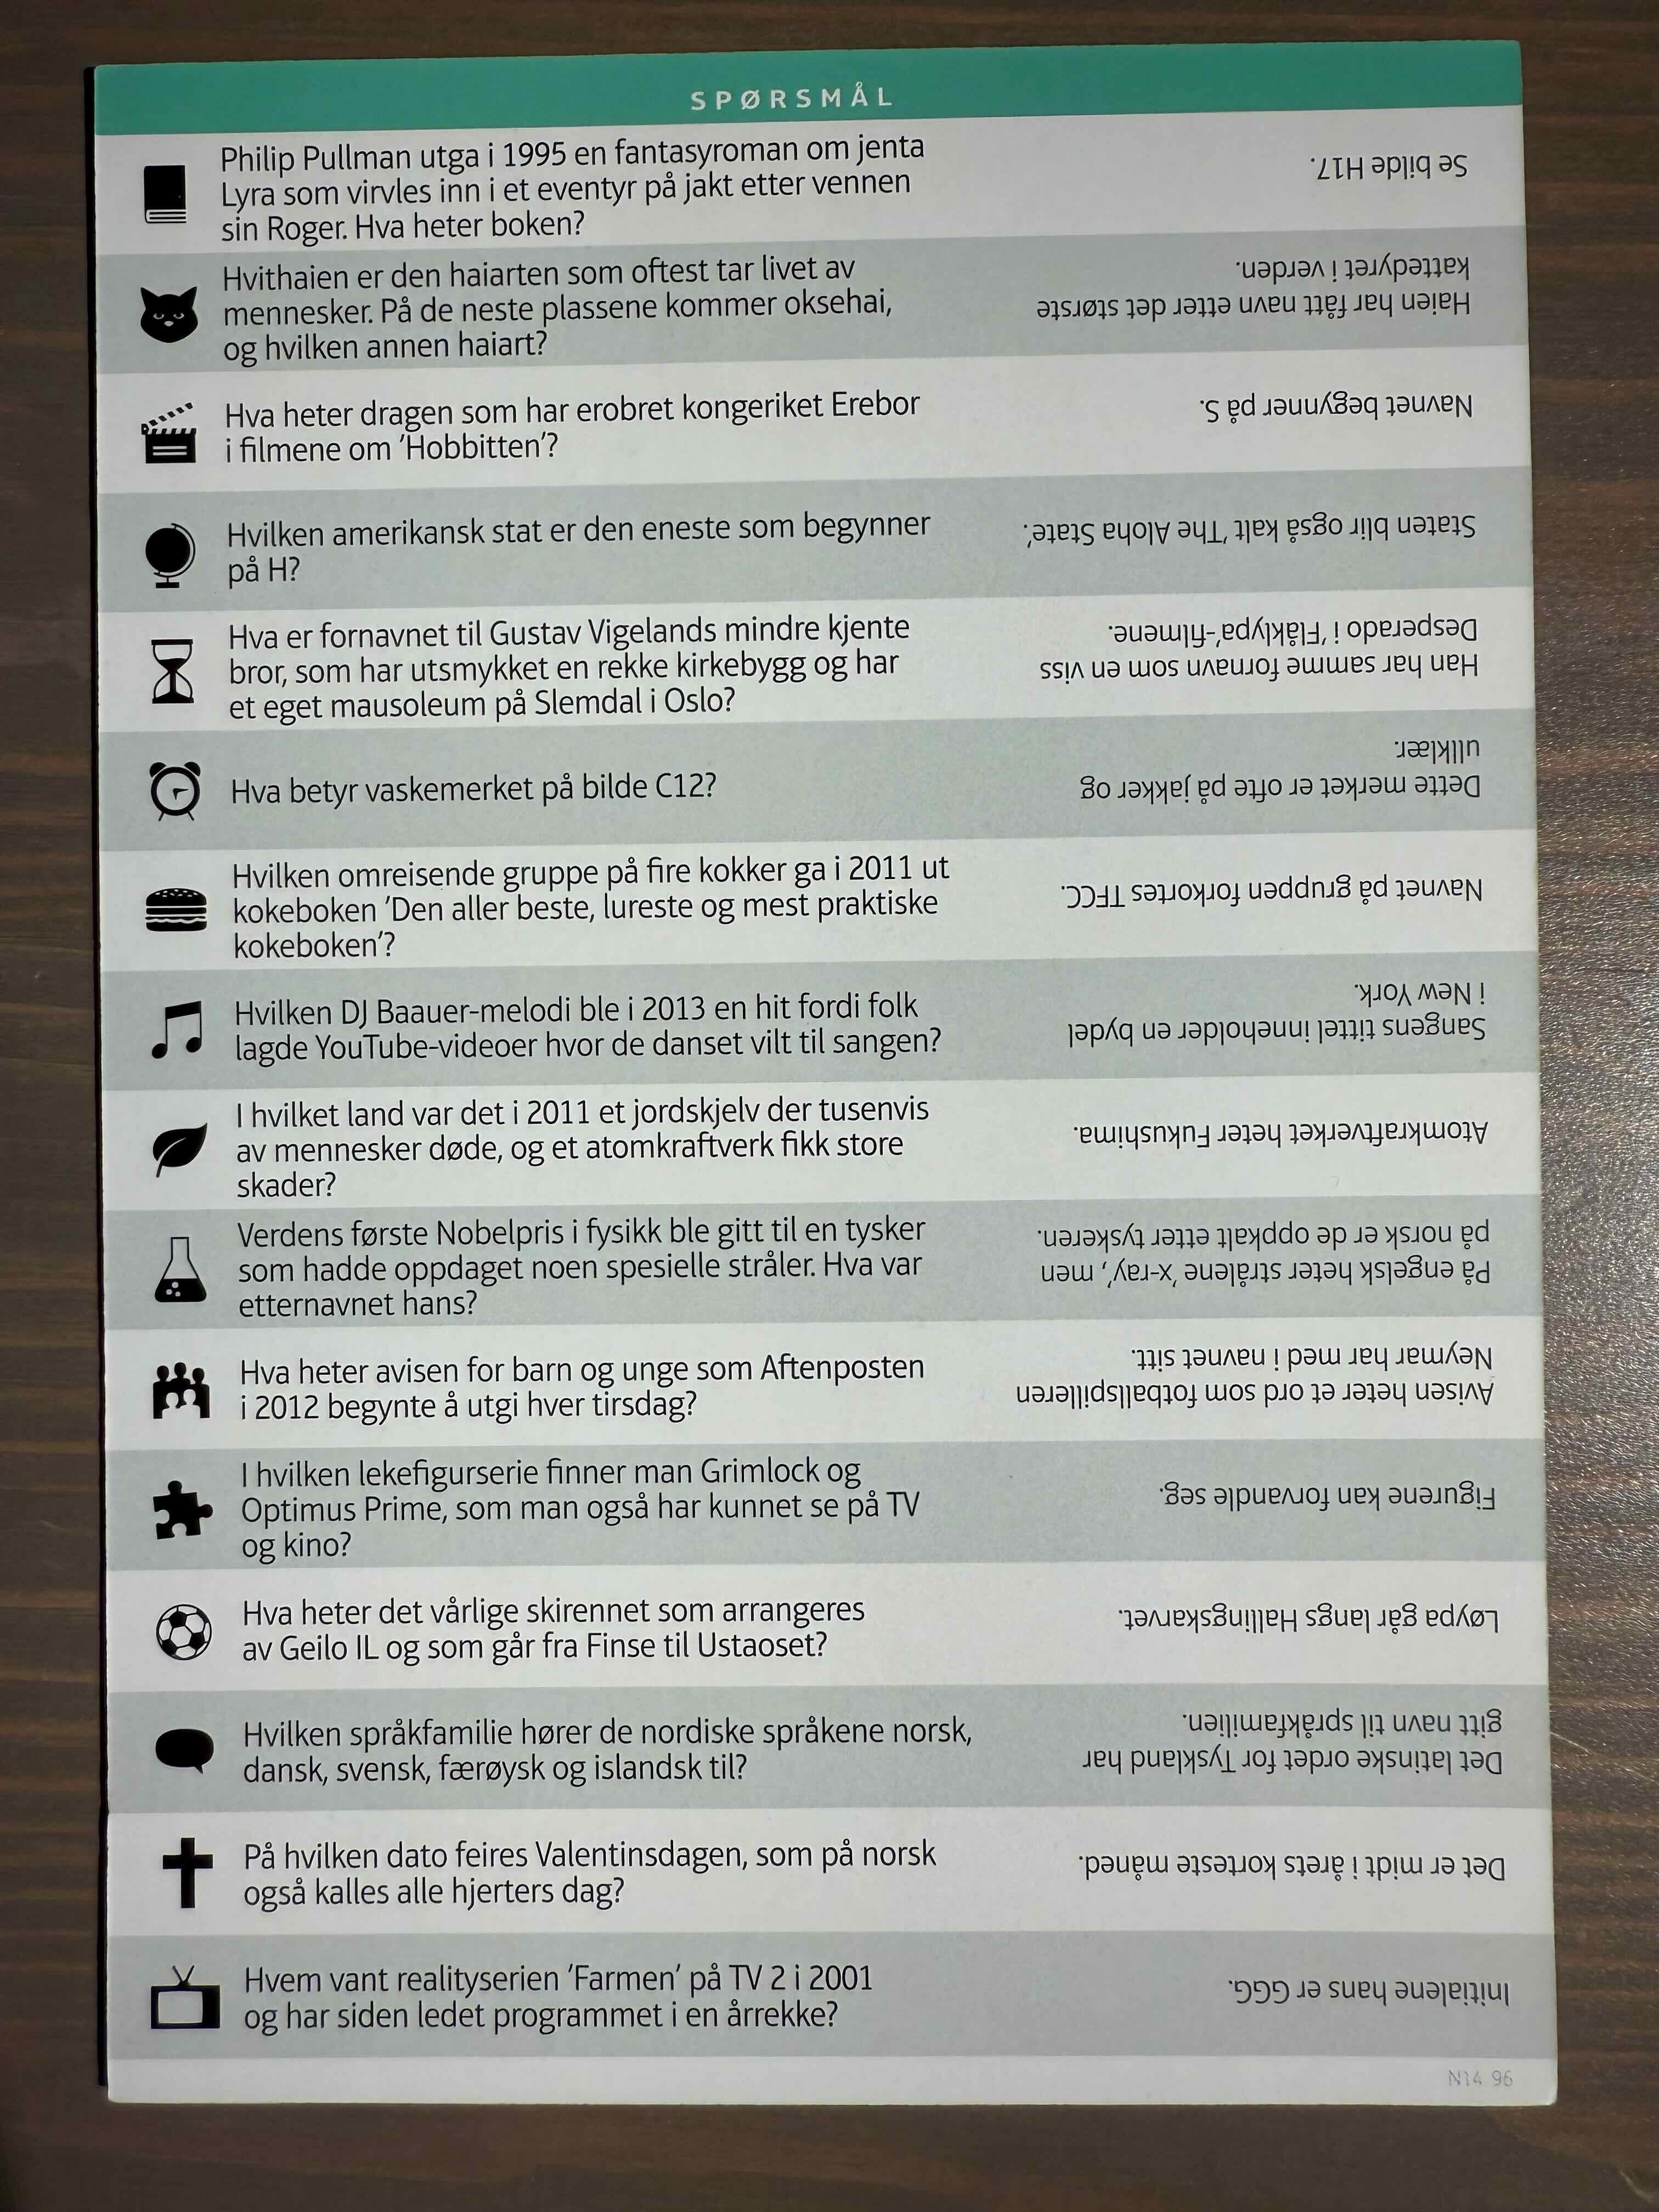 SPØRSMÅL
Philip Pullman utga i 1995 en fantasyroman om jenta
Lyra som virvles inn i et eventyr på jakt etter vennen
sin Roger. Hva heter boken?
Se bilde H17.
Hvithaien er den haiarten som oftest tar livet av
mennesker. På de neste plassene kommer oksehai,
og hvilken annen haiart?
Haien har fått navn etter det største
kattedyret i verden.
Hva heter dragen som har erobret kongeriket Erebor
i filmene om 'Hobbitten'?
Navnet begynner på S.
Hvilken amerikansk stat er den eneste som begynner
på H?
Staten blir også kalt 'The Aloha State'.
Hva er fornavnet til Gustav Vigelands mindre kjente
bror, som har utsmykket en rekke kirkebygg og har
et eget mausoleum på Slemdal i Oslo?
Han har samme fornavn som en viss
Desperado i 'Flåklypa'-filmene.
Hva betyr vaskemerket på bilde C12?
Dette merket er ofte på jakker og
ullklær.
Hvilken omreisende gruppe på fire kokker ga i 2011 ut
kokeboken 'Den aller beste, lureste og mest praktiske
kokeboken'?
Navnet på gruppen forkortes TFCC.
Hvilken DJ Baauer-melodi ble i 2013 en hit fordi folk
lagde YouTube-videoer hvor de danset vilt til sangen?
Sangens tittel inneholder en bydel
i New York.
I hvilket land var det i 2011 et jordskjelv der tusenvis
av mennesker døde, og et atomkraftverk fikk store
skader?
Atomkraftverket heter Fukushima.
Verdens første Nobelpris i fysikk ble gitt til en tysker
som hadde oppdaget noen spesielle stråler. Hva var
etternavnet hans?
På engelsk heter strålene 'x-ray', men
på norsk er de oppkalt etter tyskeren.
Hva heter avisen for barn og unge som Aftenposten
i 2012 begynte å utgi hver tirsdag?
Avisen heter et ord som fotballspilleren
Neymar har med i navnet sitt.
I hvilken lekefigurserie finner man Grimlock og
Optimus Prime, som man også har kunnet se på TV
og kino?
Figurene kan forvandle seg.
Hva heter det vårlige skirennet som arrangeres
av Geilo IL og som går fra Finse til Ustaoset?
Løypa går langs Hallingskarvet.
Hvilken språkfamilie hører de nordiske språkene norsk,
dansk, svensk, færøysk og islandsk til?
Det latinske ordet for Tyskland har
gitt navn til språkfamilien.
På hvilken dato feires Valentinsdagen, som på norsk
også kalles alle hjerters dag?
Det er midt i årets korteste måned.
Hvem vant realityserien 'Farmen' på TV 2 i 2001
og har siden ledet programmet i en årrekke?
Initialene hans er GGG.
N14 96